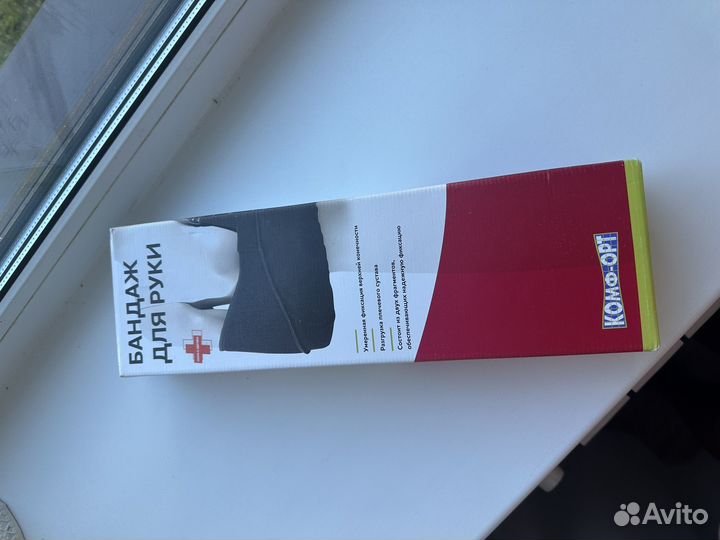 БАНДАЖ
ДЛЯ РУКИ
Умеренная фиксация верхней конечности
Разгрузка плечевого сустава
Состоит из двух фрагментов,
обеспечивающих надежную фиксацию
КОМФ-ОРТ
Avito